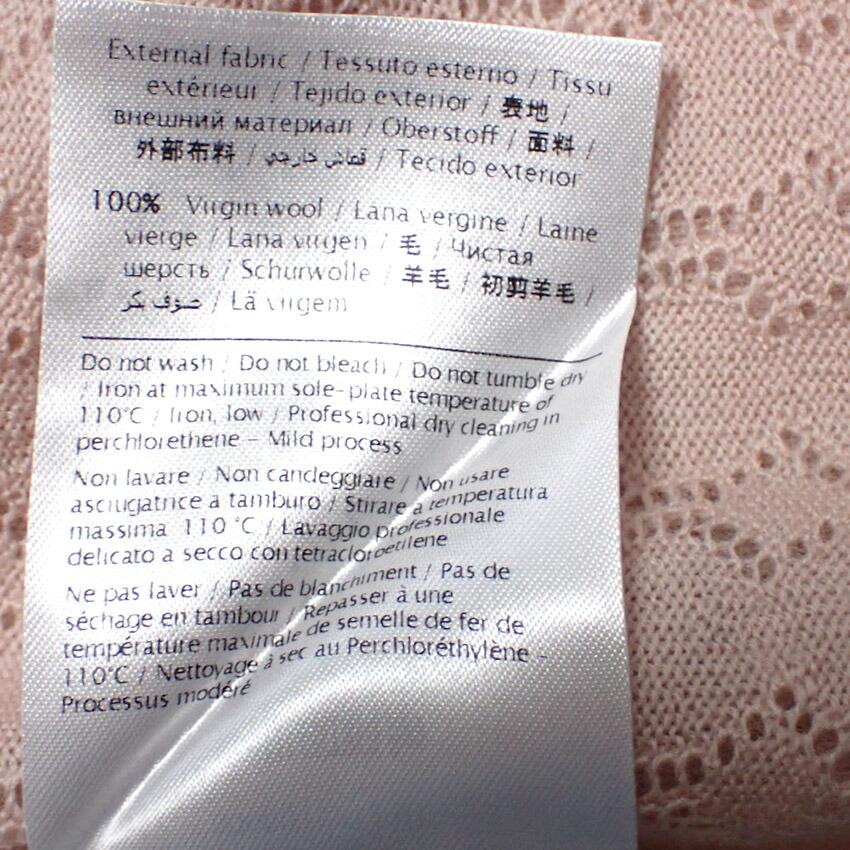 External fabric / Tessuto esterno / Tissu
extérieur / Tejido exterior / 表地 /
внешний материал / Oberstoff / 面料 /
外部布料 / قماش خارجي / Tecido exterior
100% Virgin wool / Lana vergine / Laine
vierge / Lana virgen / 毛 / Чистая
шерсть / Schurwolle / 羊毛 / 初剪羊毛 /
صوف بكر / Lã virgem
Do not wash / Do not bleach / Do not tumble dry
/ Iron at maximum sole-plate temperature of
110°C / Iron, low / Professional dry cleaning in
perchlorethene - Mild process
Non lavare / Non candeggiare / Non usare
asciugatrice a tamburo / Stirare a temperatura
massima 110 °C / Lavaggio professionale
delicato a secco con tetracloroetilene
Ne pas laver / Pas de blanchiment / Pas de
séchage en tambour / Repasser à une
température maximale de semelle de fer de
110°C / Nettoyage à sec au Perchloréthylène -
Processus modéré